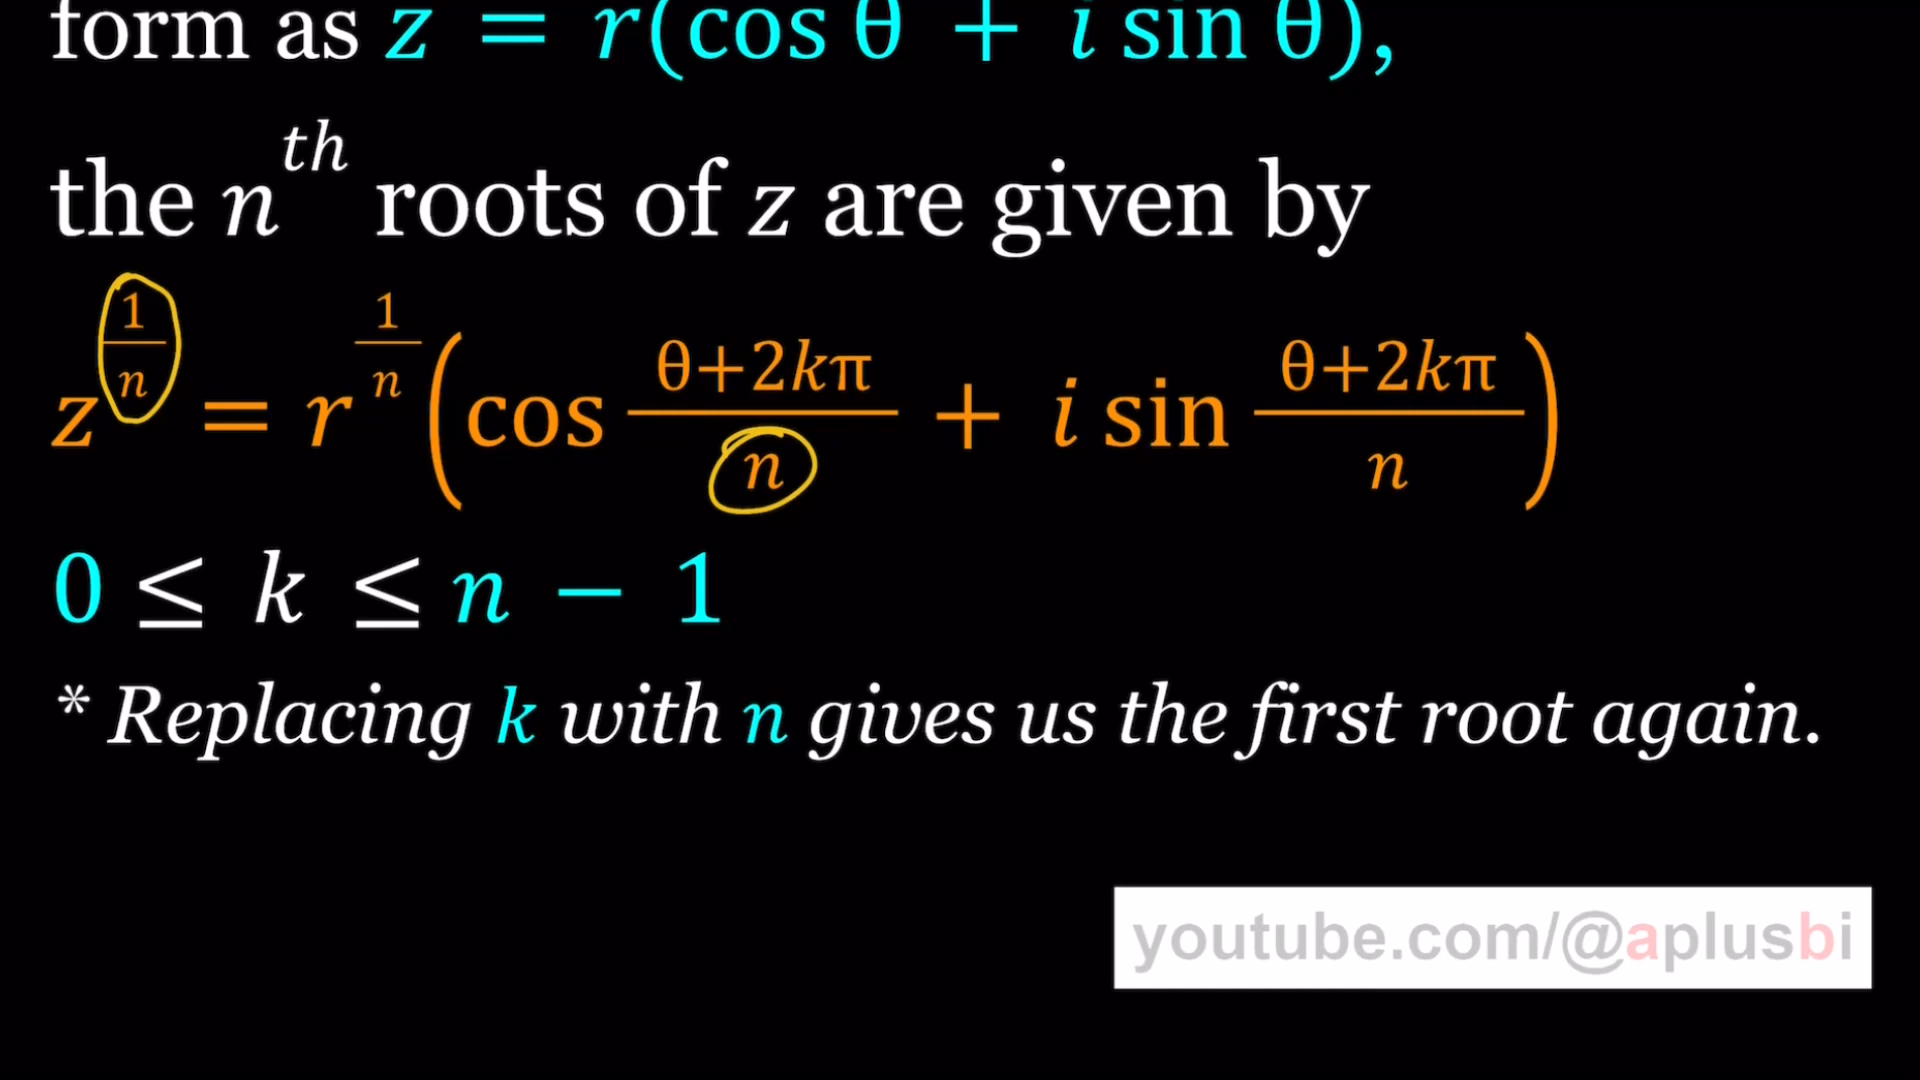 form as z = r(cos θ + i sin θ),
the n^th roots of z are given by
z^(1/n) = r^(1/n) (cos (θ+2kπ)/n + i sin (θ+2kπ)/n)
0 ≤ k ≤ n − 1
* Replacing k with n gives us the first root again.
youtube.com/@aplusbi